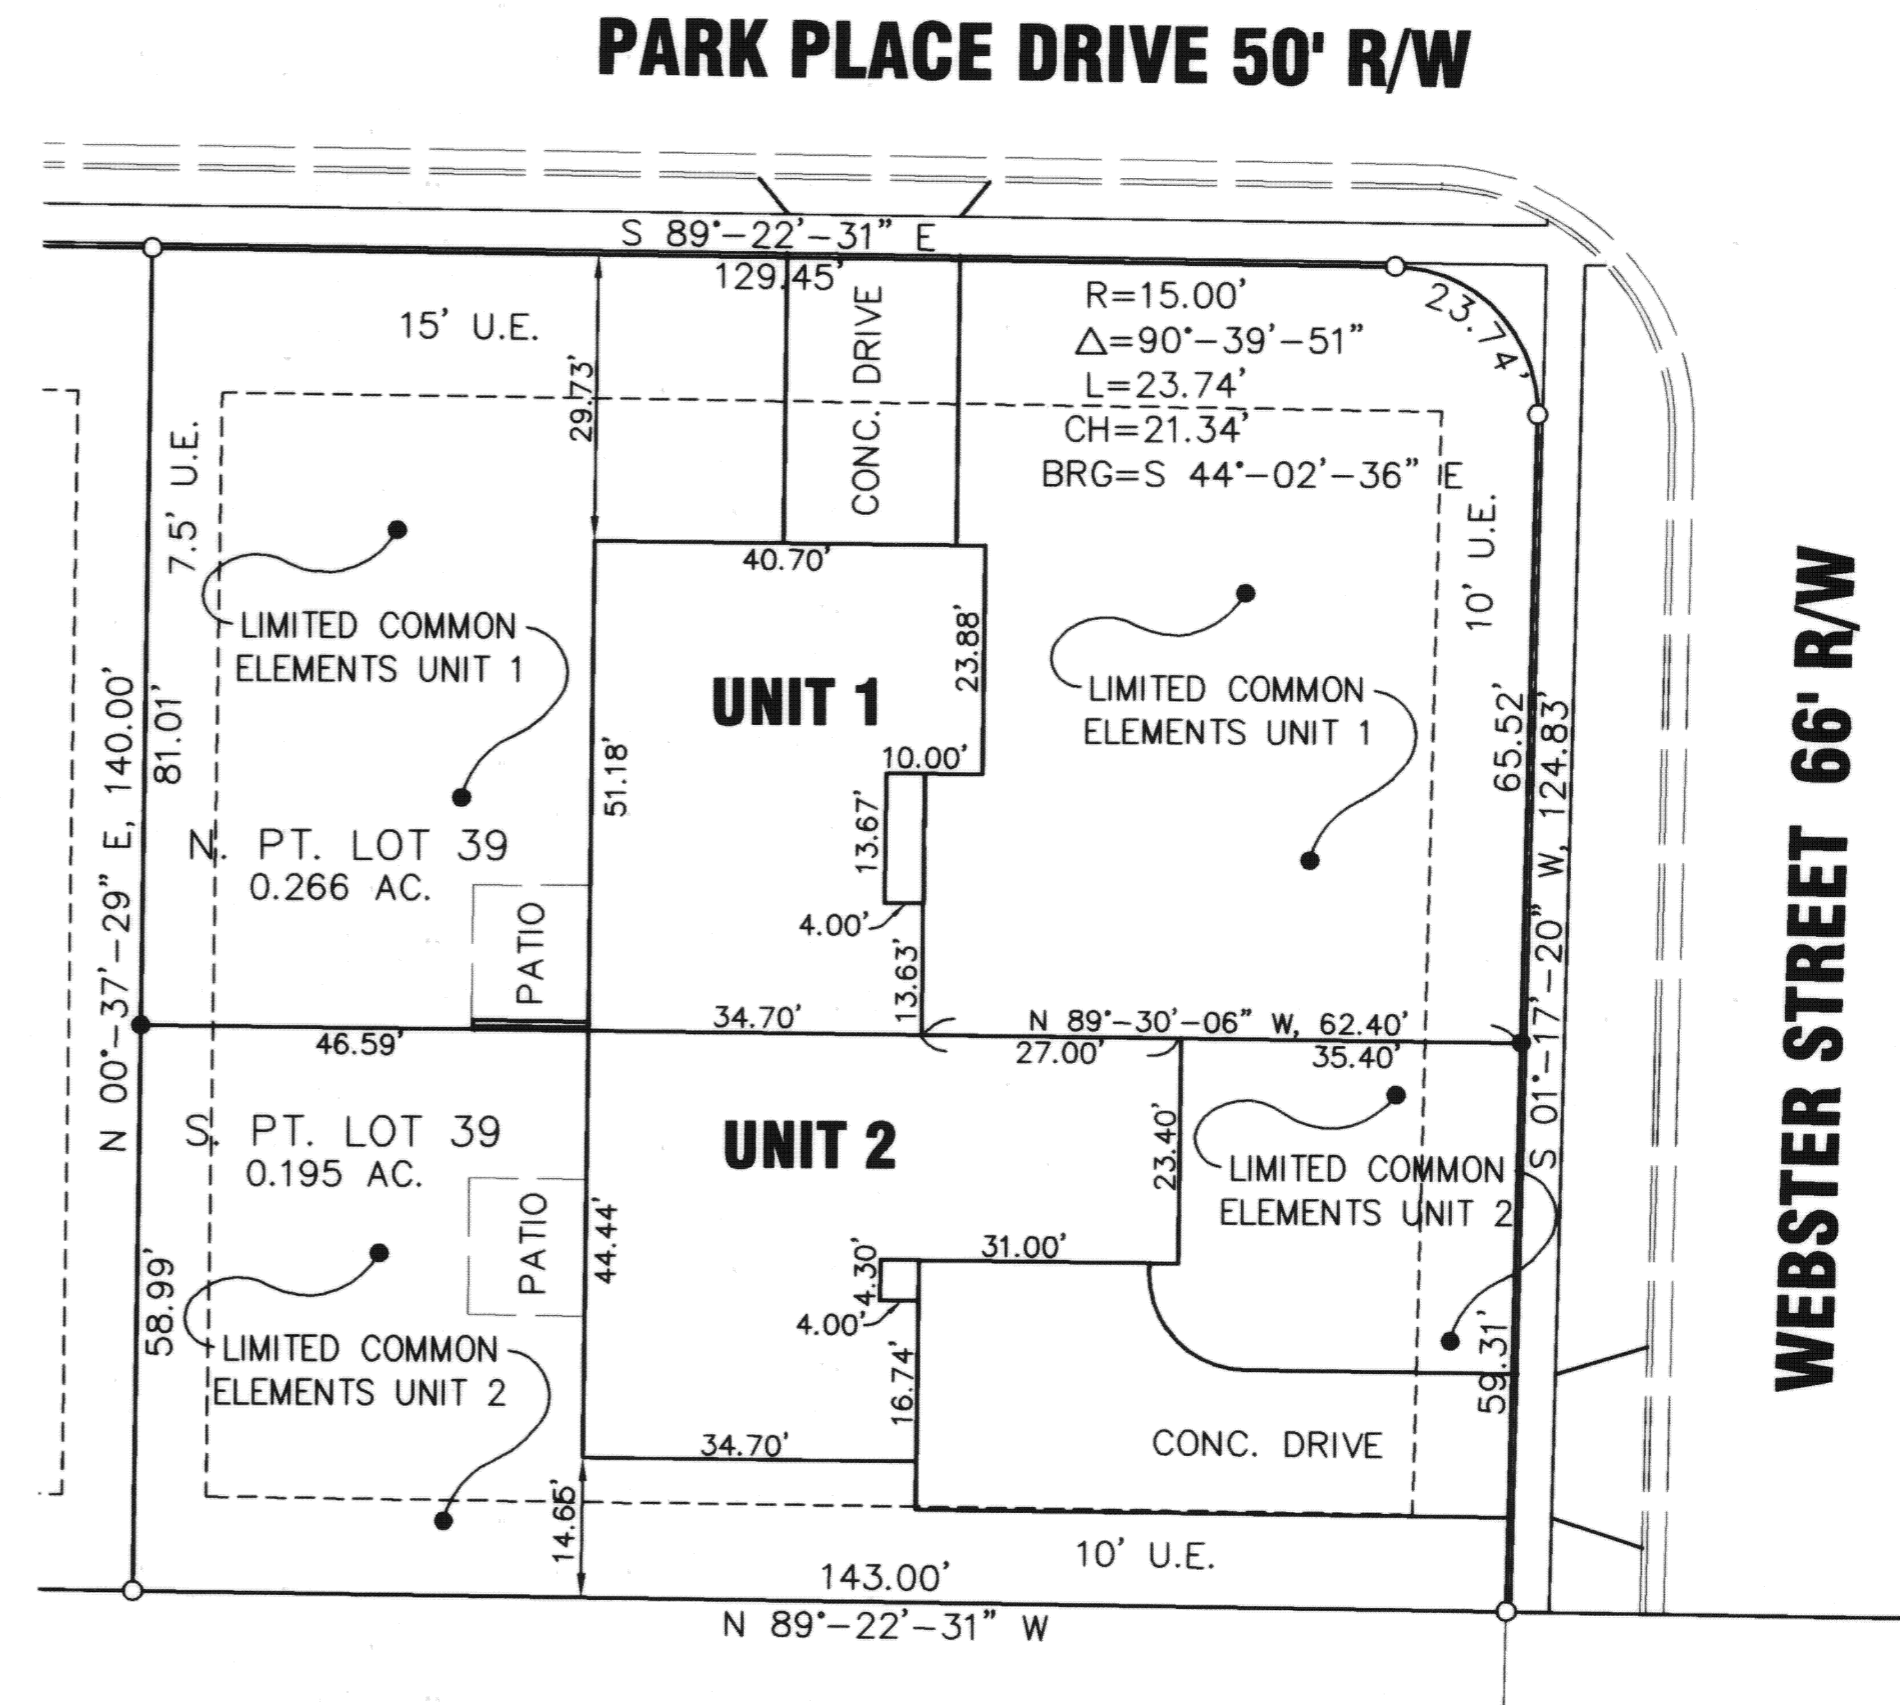 PARK PLACE DRIVE 50' R/W
S 89°-22'-31" E
129.45'
15' U.E.
29.73'
CONC. DRIVE
R=15.00'
△=90°-39'-51"
L=23.74'
CH=21.34'
BRG=S 44°-02'-36" E
23.74'
7.5' U.E.
10' U.E.
40.70'
LIMITED COMMON
ELEMENTS UNIT 1
UNIT 1
23.88'
LIMITED COMMON
ELEMENTS UNIT 1
N 00°-37'-29" E, 140.00'
81.01'
51.18'
10.00'
13.67'
4.00'
13.63'
65.52'
S 01°-17'-20" W, 124.83'
WEBSTER STREET 66' R/W
N. PT. LOT 39
0.266 AC.
PATIO
46.59'
34.70'
N 89°-30'-06" W, 62.40'
27.00'
35.40'
S. PT. LOT 39
0.195 AC.
PATIO
UNIT 2
23.40'
LIMITED COMMON
ELEMENTS UNIT 2
44.44'
31.00'
4.30'
4.00'
16.74'
58.99'
LIMITED COMMON
ELEMENTS UNIT 2
59.31'
34.70'
CONC. DRIVE
14.65'
10' U.E.
143.00'
N 89°-22'-31" W